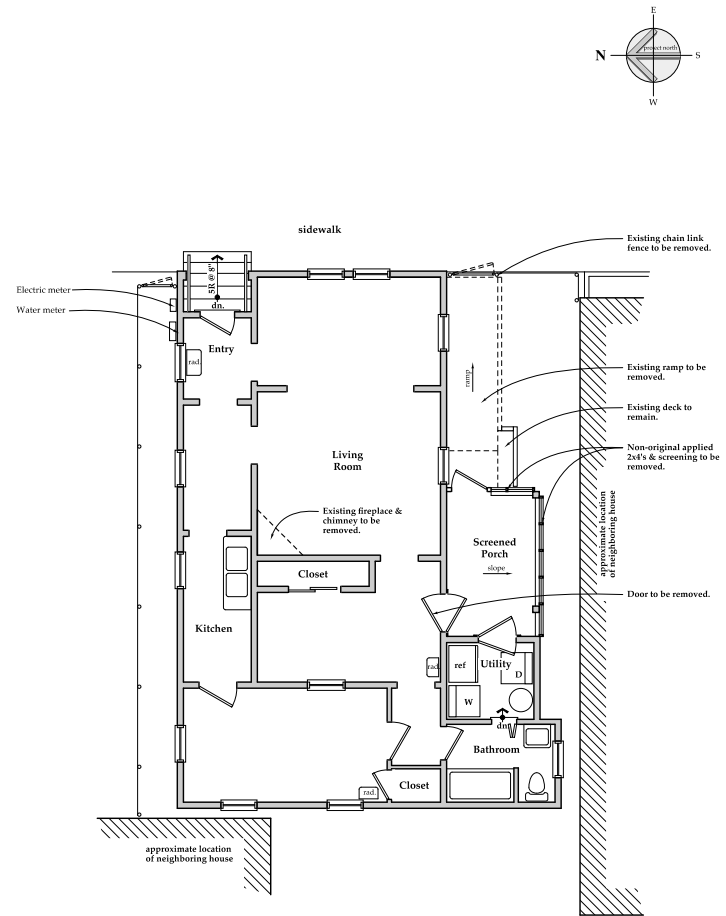 E
N
project north
S
W
sidewalk
Existing chain link
fence to be removed.
5R @ 8"
dn.
Electric meter
Water meter
Entry
rad.
ramp
Existing ramp to be
removed.
Existing deck to
remain.
Non-original applied
2x4's & screening to be
removed.
Living
Room
Existing fireplace &
chimney to be
removed.
Screened
Porch
slope
approximate location
of neighboring house
Closet
Door to be removed.
Kitchen
rad.
ref
Utility
D
W
dn.
Bathroom
Closet
rad.
approximate location
of neighboring house